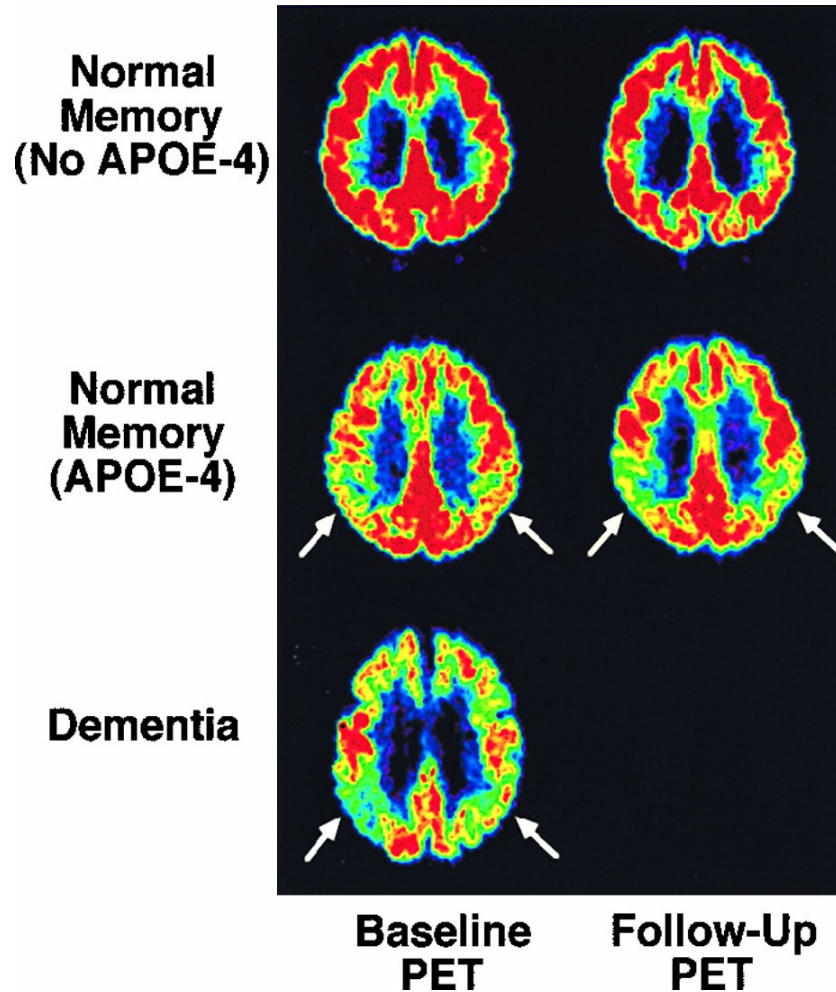 Normal
Memory
(No APOE-4)
Normal
Memory
(APOE-4)
Dementia
Baseline
PET
Follow-Up
PET